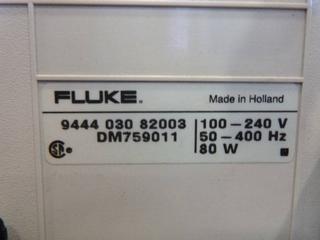 FLUKE.
Made in Holland
9444 030 82003
DM759011
100-240 V
50-400 Hz
80 W